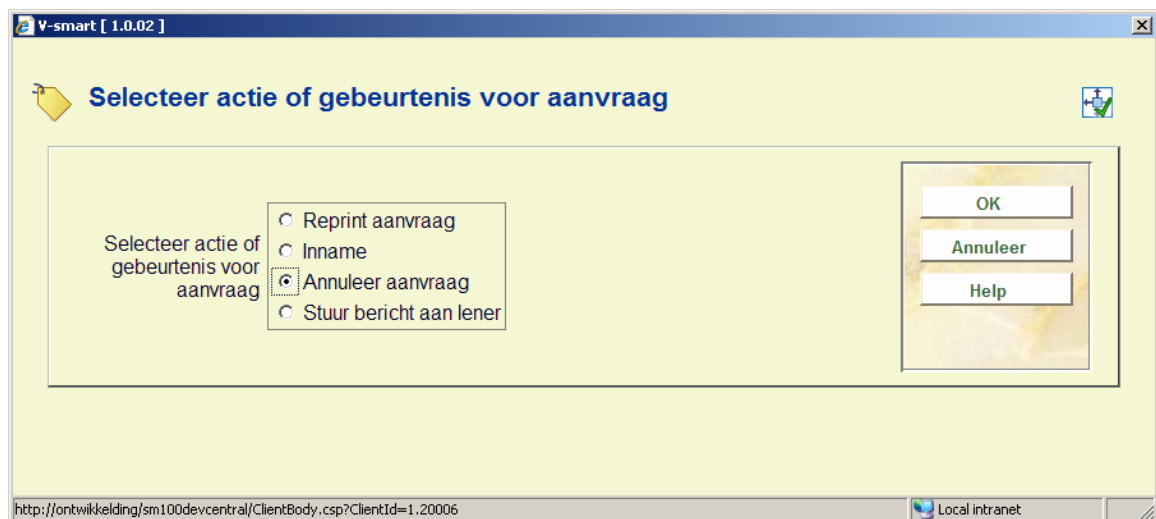 V-smart [ 1.0.02 ]
Selecteer actie of gebeurtenis voor aanvraag
Selecteer actie of
gebeurtenis voor
aanvraag
Reprint aanvraag
Inname
Annuleer aanvraag
Stuur bericht aan lener
OK
Annuleer
Help
http://ontwikkelding/sm100devcentral/ClientBody.csp?ClientId=1.20006
Local intranet